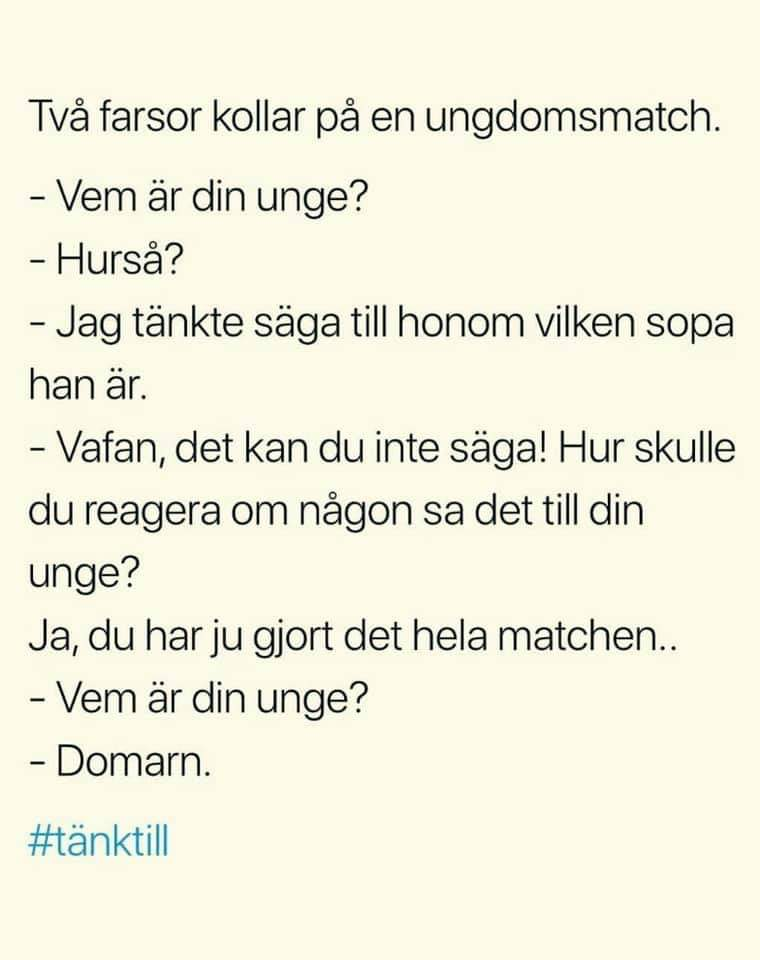 Två farsor kollar på en ungdomsmatch.
- Vem är din unge?
- Hurså?
- Jag tänkte säga till honom vilken sopa
han är.
- Vafan, det kan du inte säga! Hur skulle
du reagera om någon sa det till din
unge?
Ja, du har ju gjort det hela matchen..
- Vem är din unge?
- Domarn.
#tänktill